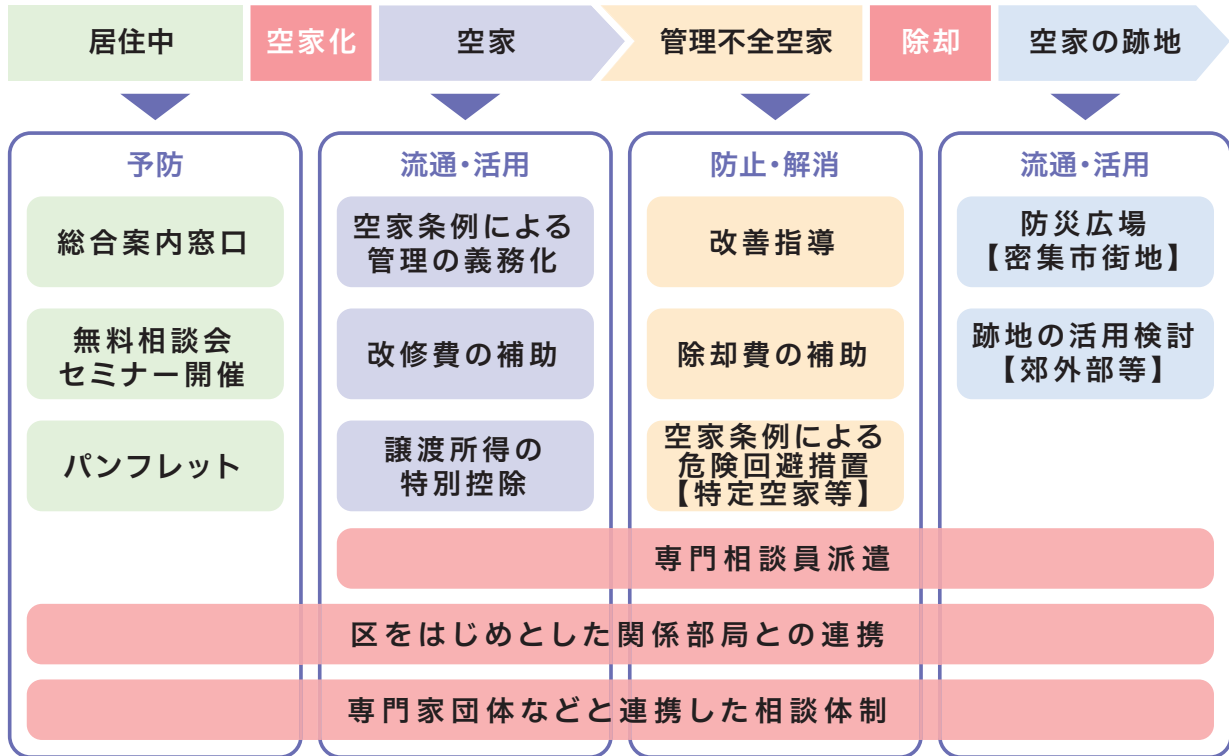 居住中
空家化
空家
管理不全空家
除却
空家の跡地
予防
総合案内窓口
無料相談会
セミナー開催
パンフレット
流通・活用
空家条例による
管理の義務化
改修費の補助
譲渡所得の
特別控除
防止・解消
改善指導
除却費の補助
空家条例による
危険回避措置
【特定空家等】
流通・活用
防災広場
【密集市街地】
跡地の活用検討
【郊外部等】
専門相談員派遣
区をはじめとした関係部局との連携
専門家団体などと連携した相談体制